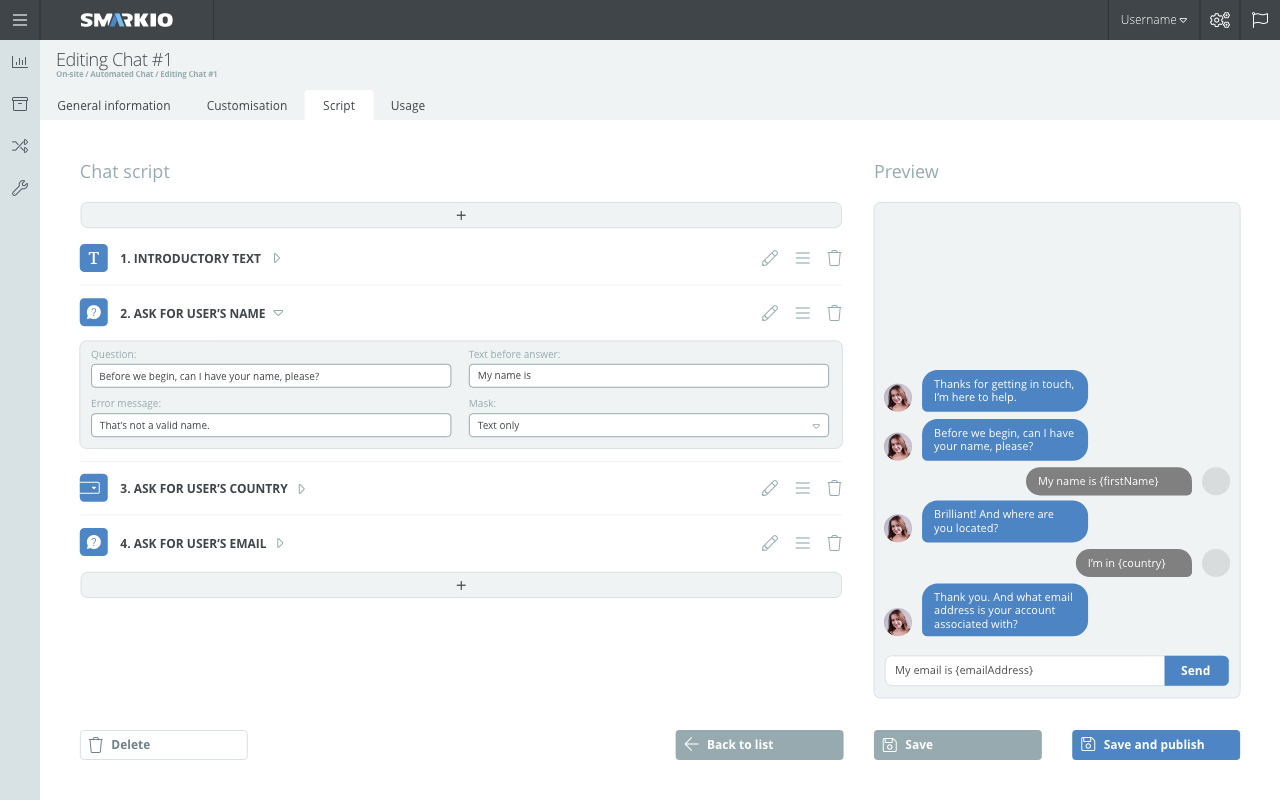 SMARKIO
Username
Editing Chat #1
On-site / Automated Chat / Editing Chat #1
General information
Customisation
Script
Usage
Chat script
Preview
+
T
1. INTRODUCTORY TEXT
?
2. ASK FOR USER’S NAME
Question:
Text before answer:
Before we begin, can I have your name, please?
My name is
Error message:
Mask:
That’s not a valid name.
Text only
3. ASK FOR USER’S COUNTRY
?
4. ASK FOR USER’S EMAIL
+
Thanks for getting in touch,
I’m here to help.
Before we begin, can I have
your name, please?
My name is {firstName}
Brilliant! And where are
you located?
I’m in {country}
Thank you. And what email
address is your account
associated with?
My email is {emailAddress}
Send
Delete
Back to list
Save
Save and publish